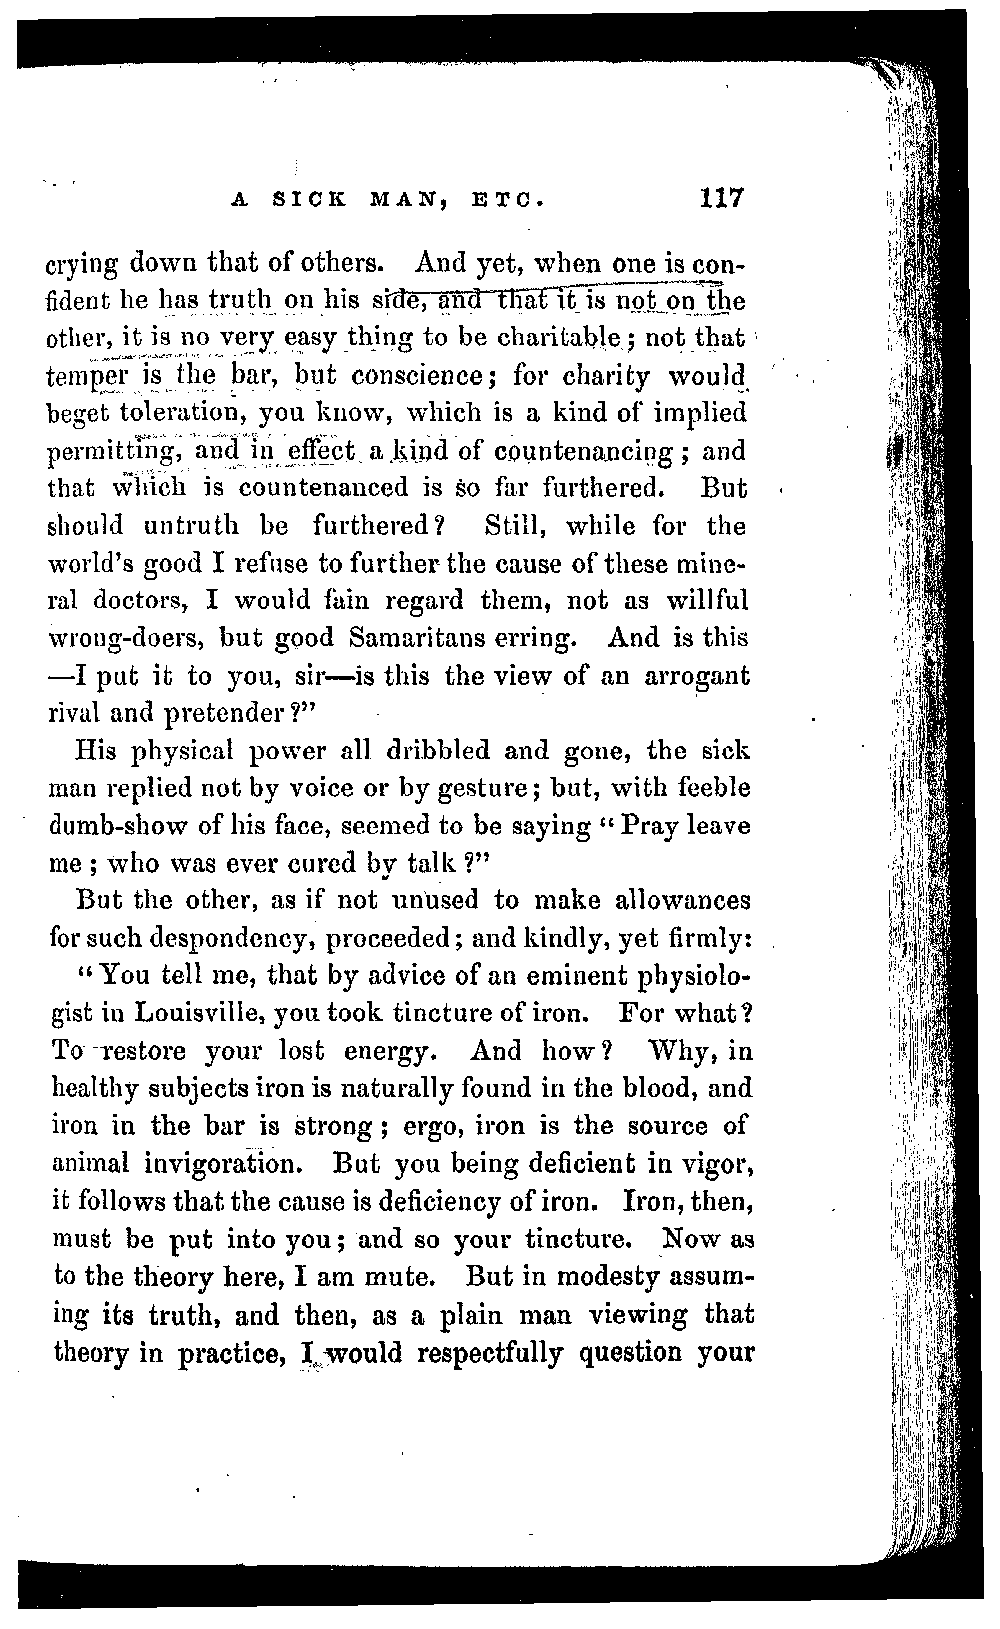 A SICK MAN, ETC. 117
crying down that of others. And yet, when one is con-
fident he has truth on his side, and that it is not on the
other, it is no very easy thing to be charitable; not that
temper is the bar, but conscience; for charity would
beget toleration, you know, which is a kind of implied
permitting, and in effect a kind of countenancing; and
that which is countenanced is so far furthered. But
should untruth be furthered? Still, while for the
world's good I refuse to further the cause of these mine-
ral doctors, I would fain regard them, not as willful
wrong-doers, but good Samaritans erring. And is this
—I put it to you, sir—is this the view of an arrogant
rival and pretender?"
His physical power all dribbled and gone, the sick
man replied not by voice or by gesture; but, with feeble
dumb-show of his face, seemed to be saying "Pray leave
me; who was ever cured by talk?"
But the other, as if not unused to make allowances
for such despondency, proceeded; and kindly, yet firmly:
"You tell me, that by advice of an eminent physiolo-
gist in Louisville, you took tincture of iron. For what?
To restore your lost energy. And how? Why, in
healthy subjects iron is naturally found in the blood, and
iron in the bar is strong; ergo, iron is the source of
animal invigoration. But you being deficient in vigor,
it follows that the cause is deficiency of iron. Iron, then,
must be put into you; and so your tincture. Now as
to the theory here, I am mute. But in modesty assum-
ing its truth, and then, as a plain man viewing that
theory in practice, I would respectfully question your